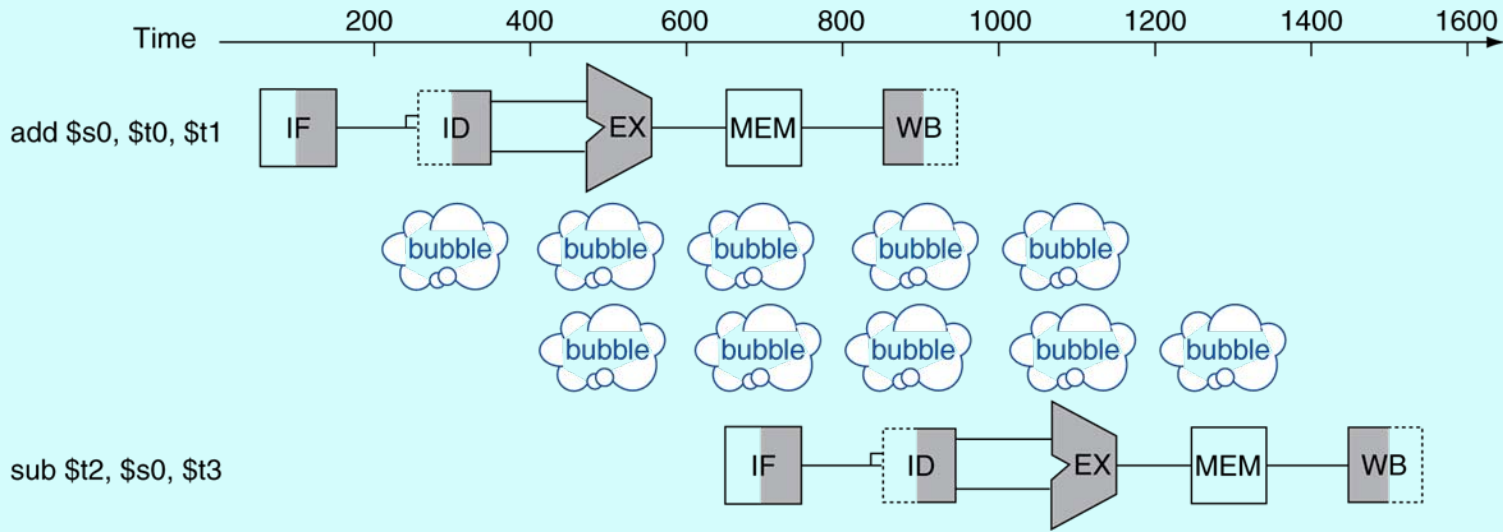 200 400 600 800 1000 1200 1400 1600
Time
add $s0, $t0, $t1 IF ID EX MEM WB
bubble bubble bubble bubble bubble
bubble bubble bubble bubble bubble
sub $t2, $s0, $t3 IF ID EX MEM WB